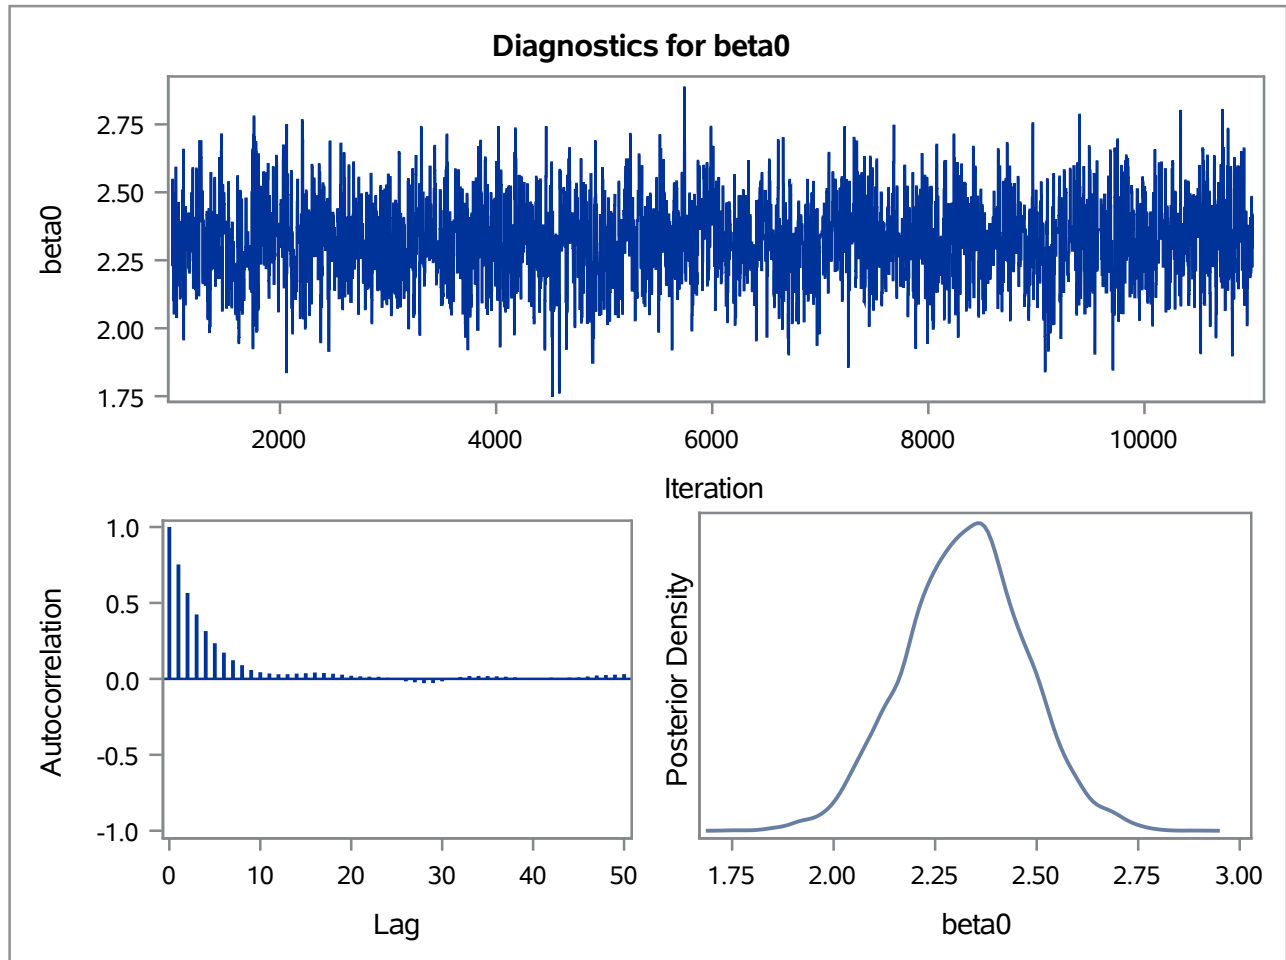 Diagnostics for beta0
2.75
2.50
2.25
2.00
1.75
beta0
2000 4000 6000 8000 10000
Iteration
1.0
0.5
0.0
-0.5
-1.0
Autocorrelation
0 10 20 30 40 50
Lag
Posterior Density
1.75 2.00 2.25 2.50 2.75 3.00
beta0